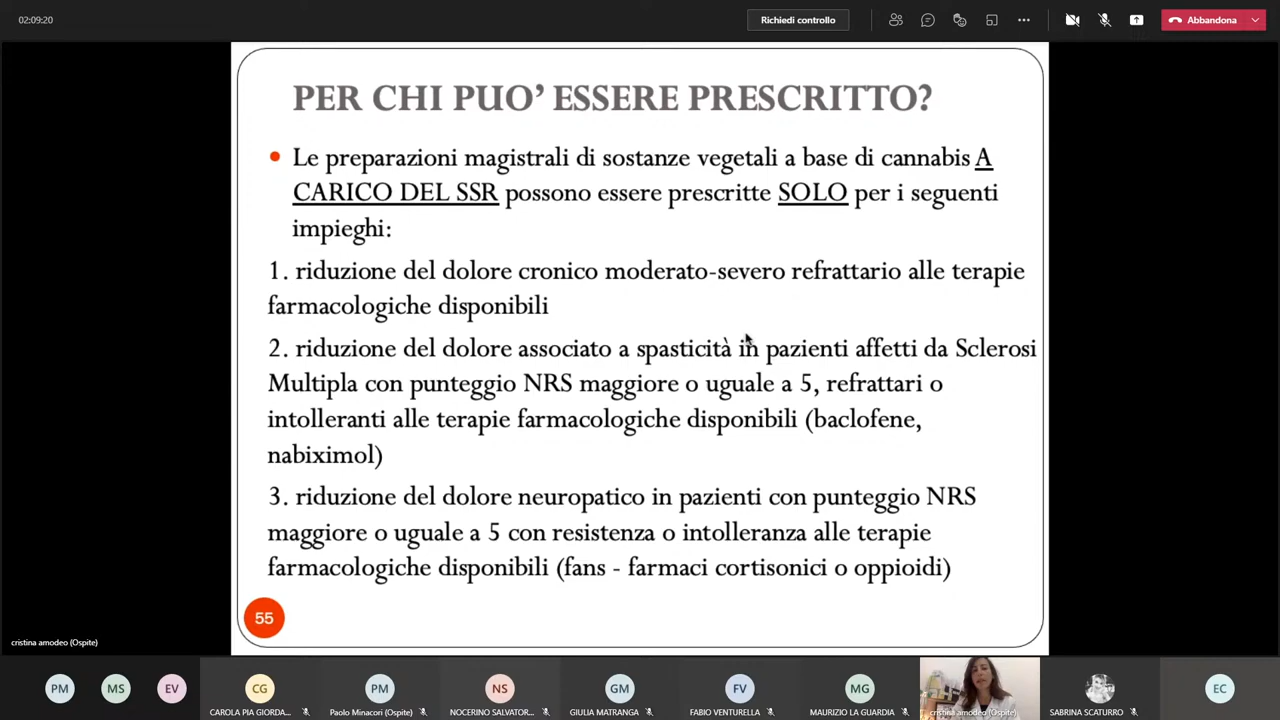 02:09:20
Richiedi controllo
Abbandona
PER CHI PUO’ ESSERE PRESCRITTO?
Le preparazioni magistrali di sostanze vegetali a base di cannabis A
CARICO DEL SSR possono essere prescritte SOLO per i seguenti
impieghi:
1. riduzione del dolore cronico moderato-severo refrattario alle terapie
farmacologiche disponibili
2. riduzione del dolore associato a spasticità in pazienti affetti da Sclerosi
Multipla con punteggio NRS maggiore o uguale a 5, refrattari o
intolleranti alle terapie farmacologiche disponibili (baclofene,
nabiximol)
3. riduzione del dolore neuropatico in pazienti con punteggio NRS
maggiore o uguale a 5 con resistenza o intolleranza alle terapie
farmacologiche disponibili (fans - farmaci cortisonici o oppioidi)
55
cristina amodeo (Ospite)
PM MS EV CG PM NS GM FV MG EC
CAROLA PIA GIORDA... Paolo Minacori (Ospite) NOCERINO SALVATOR... GIULIA MATRANGA FABIO VENTURELLA MAURIZIO LA GUARDIA cristina amodeo (Ospite) SABRINA SCATURRO